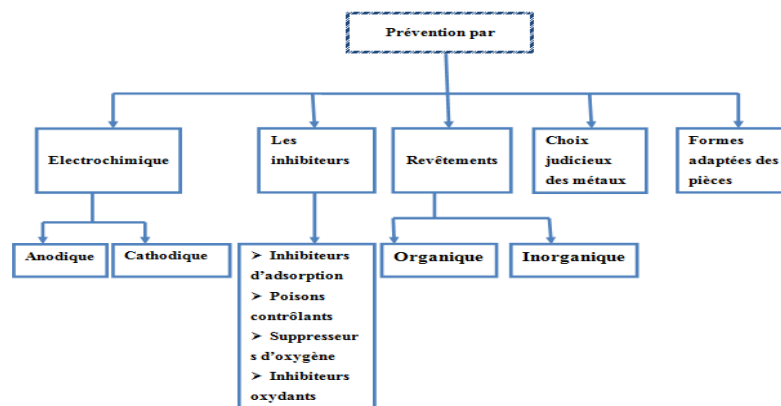 Prévention par
Electrochimique
Les
inhibiteurs
Revêtements
Choix
judicieux
des métaux
Formes
adaptées des
pièces
Anodique
Cathodique
➤ Inhibiteurs
d'adsorption
➤ Poisons
contrôlants
➤ Suppresseur
s d'oxygène
➤ Inhibiteurs
oxydants
Organique
Inorganique